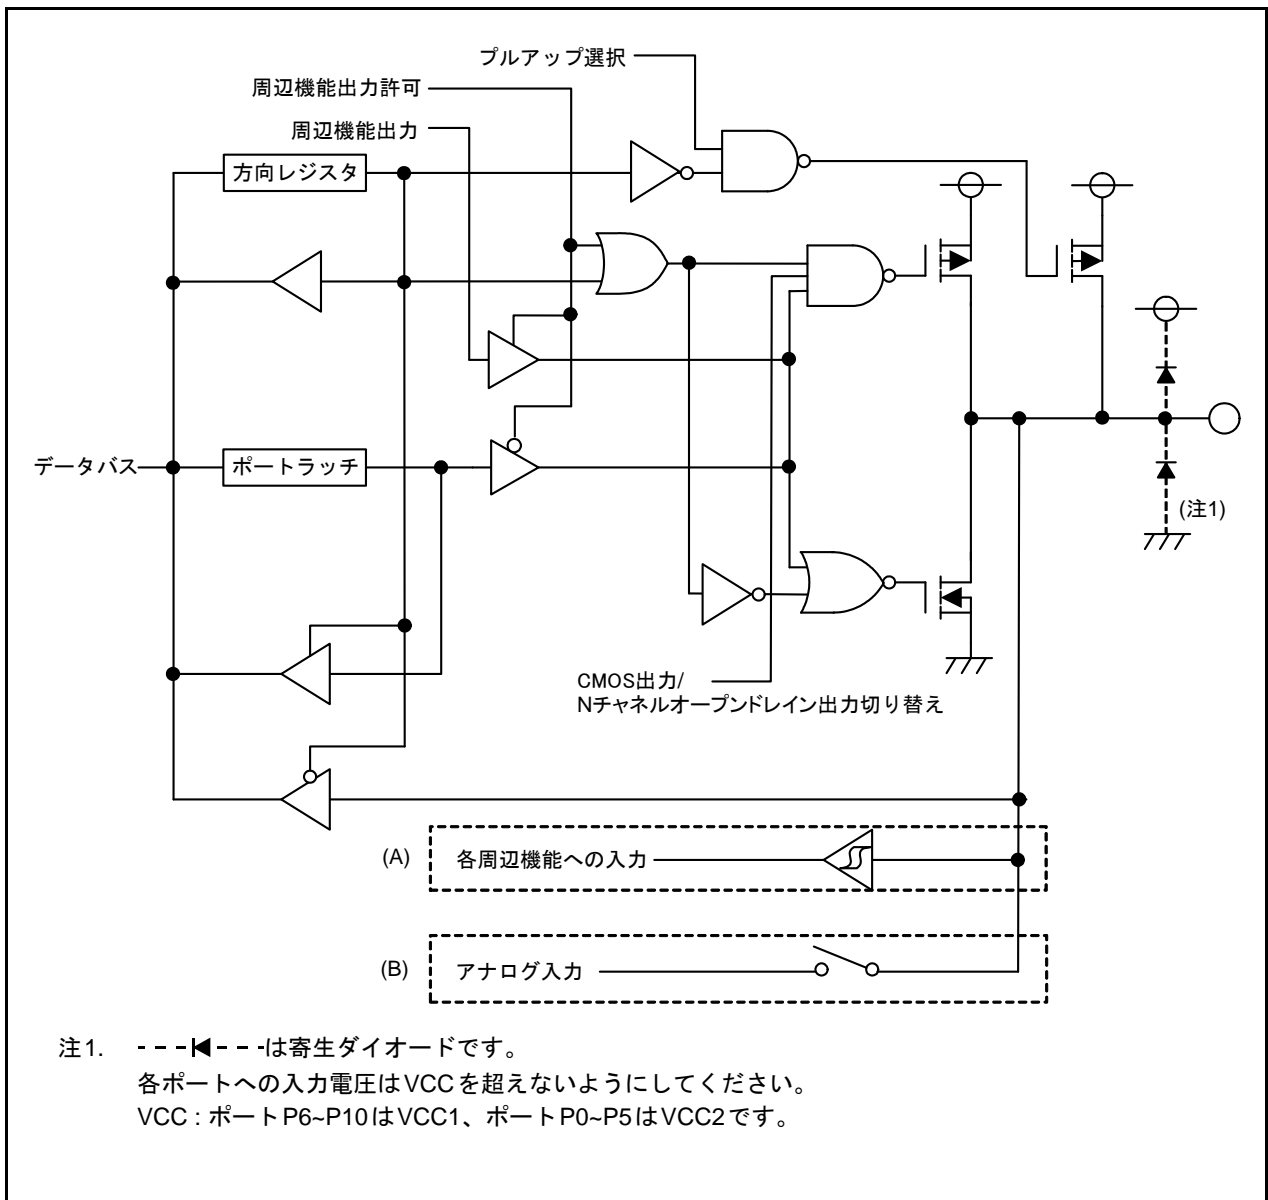 プルアップ選択
周辺機能出力許可
周辺機能出力
方向レジスタ
データバス
ポートラッチ
(注1)
CMOS出力/
Nチャネルオープンドレイン出力切り替え
(A)
各周辺機能への入力
(B)
アナログ入力
注1. は寄生ダイオードです。
各ポートへの入力電圧はVCCを超えないようにしてください。
VCC : ポートP6~P10はVCC1、ポートP0~P5はVCC2です。